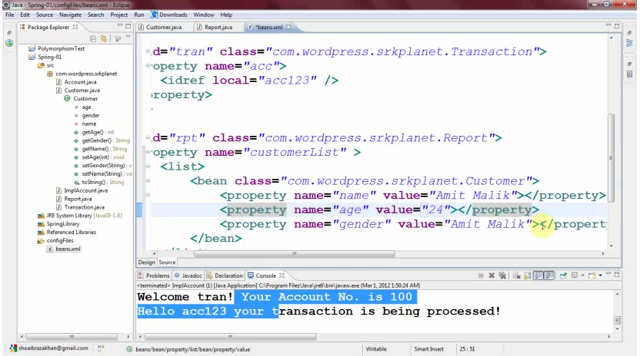 Spring-01/configFiles/beans.xml - Eclipse
File Edit Source Navigate Search Project Run Downloads Window Help
Package Explorer
Customer.java Report.java *beans.xml
PolymorphismTest
Spring-01
src
com.wordpress.srkplanet
Account.java
Customer.java
Customer
age
gender
name
getAge() : int
getGender() : String
getName() : String
setAge(int) : void
setGender(String)
setName(String)
toString() : String
ImplAccount.java
Report.java
Transaction.java
JRE System Library [JavaSE-1.6]
SpringLibrary
Referenced Libraries
configFiles
beans.xml
d="tran" class="com.wordpress.srkplanet.Transaction">
operty name="acc">
<idref local="acc123" />
roperty>
d="rpt" class="com.wordpress.srkplanet.Report">
operty name="customerList" >
<list>
<bean class="com.wordpress.srkplanet.Customer">
<property name="name" value="Amit Malik"></property>
<property name="age" value="24"></property>
<property name="gender" value="Amit Malik"></property
</bean>
Design Source
Problems Javadoc Declaration Console
<terminated> ImplAccount (1) [Java Application] C:\Program Files\Java\jre6\bin\javaw.exe (Mar 1, 2012 1:50:24 AM)
Welcome tran! Your Account No. is 100
Hello acc123 your transaction is being processed!
shoaibrazakhan@gmail.com
beans/bean/property/list/bean/property/value
Writable
Smart Insert
25 : 51